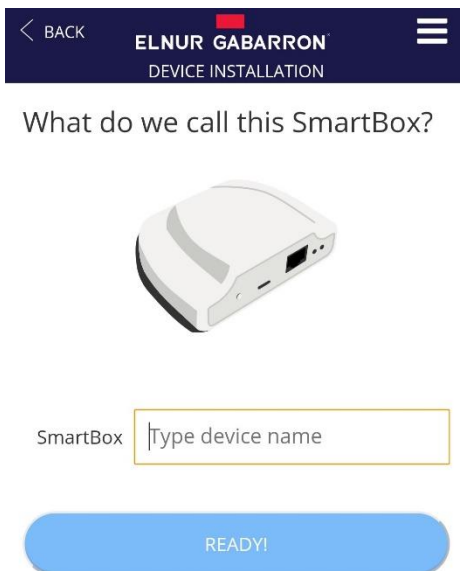 BACK
ELNUR GABARRON
DEVICE INSTALLATION
What do we call this SmartBox?
SmartBox
Type device name
READY!